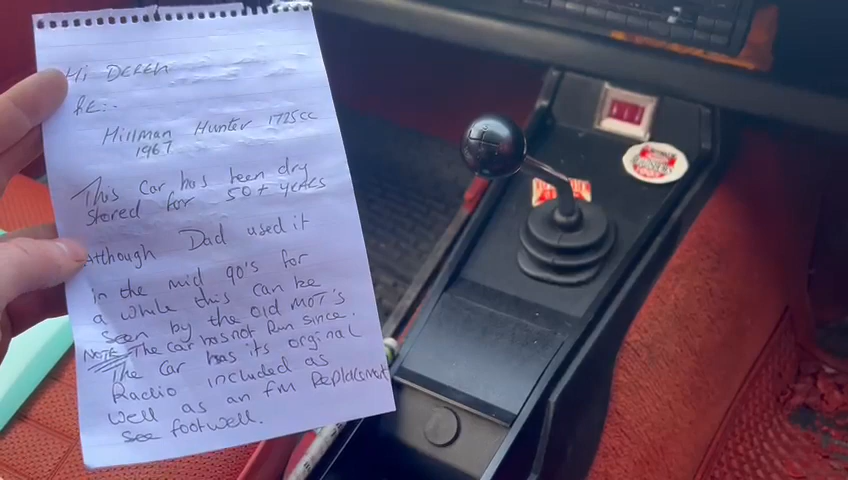 Hi DEREK
RE:-
Hillman Hunter 1725cc
1967
This Car has been dry
stored for 50+ years
Although Dad used it
in the mid 90's for
a while this can be
seen by the old MOT's
NOTE The car has not Run since.
The car has its orginal
Radio included as
well as an fm Replacement
see footwell.